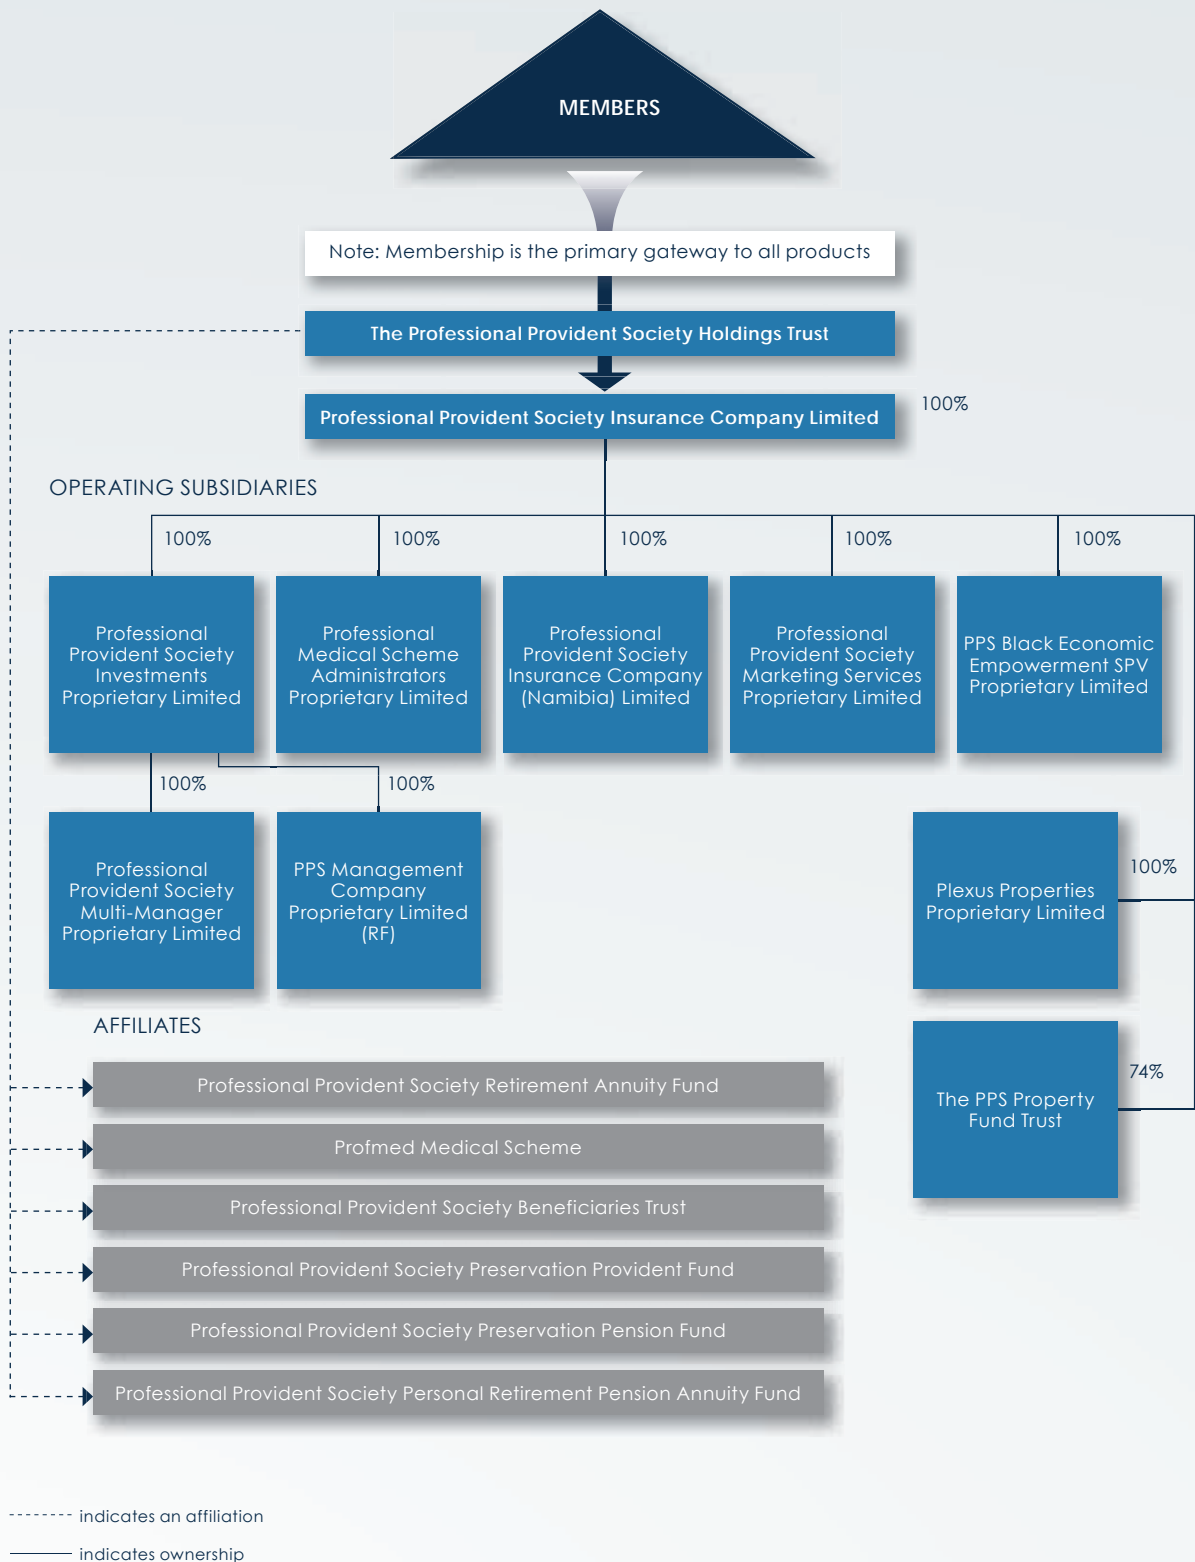 MEMBERS
Note: Membership is the primary gateway to all products
The Professional Provident Society Holdings Trust
Professional Provident Society Insurance Company Limited
100%
OPERATING SUBSIDIARIES
100%
100%
100%
100%
100%
Professional
Provident Society
Investments
Proprietary Limited
Professional
Medical Scheme
Administrators
Proprietary Limited
Professional
Provident Society
Insurance Company
(Namibia) Limited
Professional
Provident Society
Marketing Services
Proprietary Limited
PPS Black Economic
Empowerment SPV
Proprietary Limited
100%
100%
Professional
Provident Society
Multi-Manager
Proprietary Limited
PPS Management
Company
Proprietary Limited
(RF)
Plexus Properties
Proprietary Limited
100%
The PPS Property
Fund Trust
74%
AFFILIATES
Professional Provident Society Retirement Annuity Fund
Profmed Medical Scheme
Professional Provident Society Beneficiaries Trust
Professional Provident Society Preservation Provident Fund
Professional Provident Society Preservation Pension Fund
Professional Provident Society Personal Retirement Pension Annuity Fund
indicates an affiliation
indicates ownership